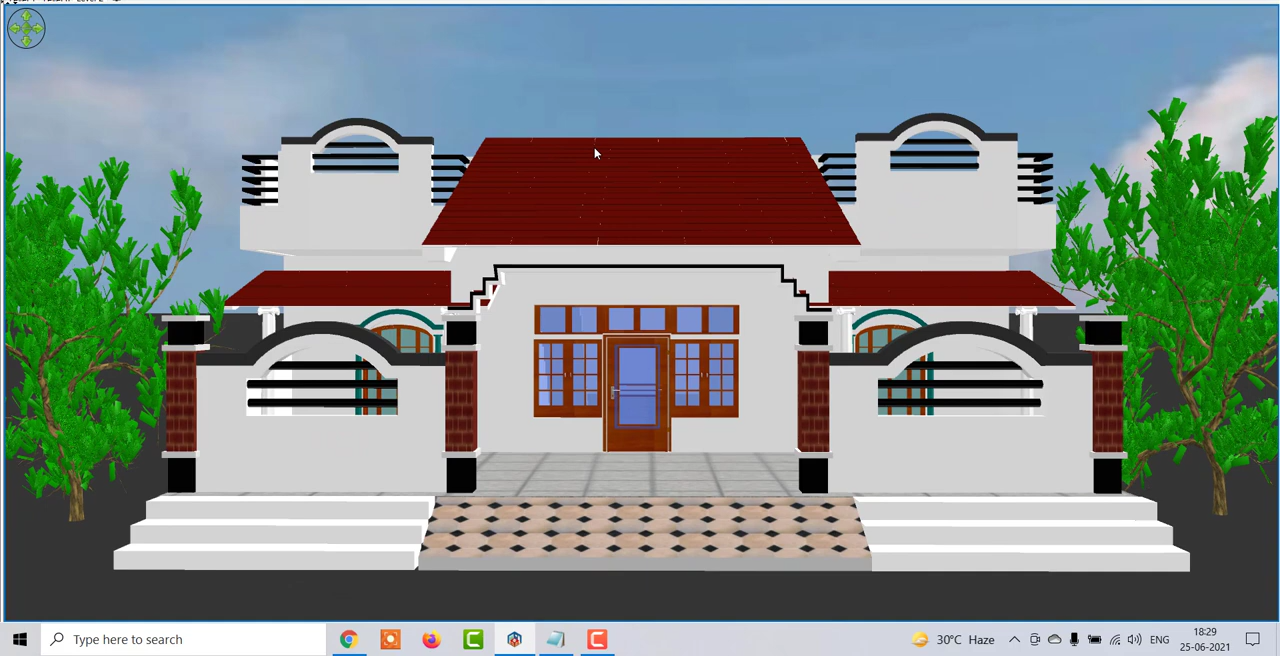 Type here to search
30°C Haze
ENG
18:29
25-06-2021